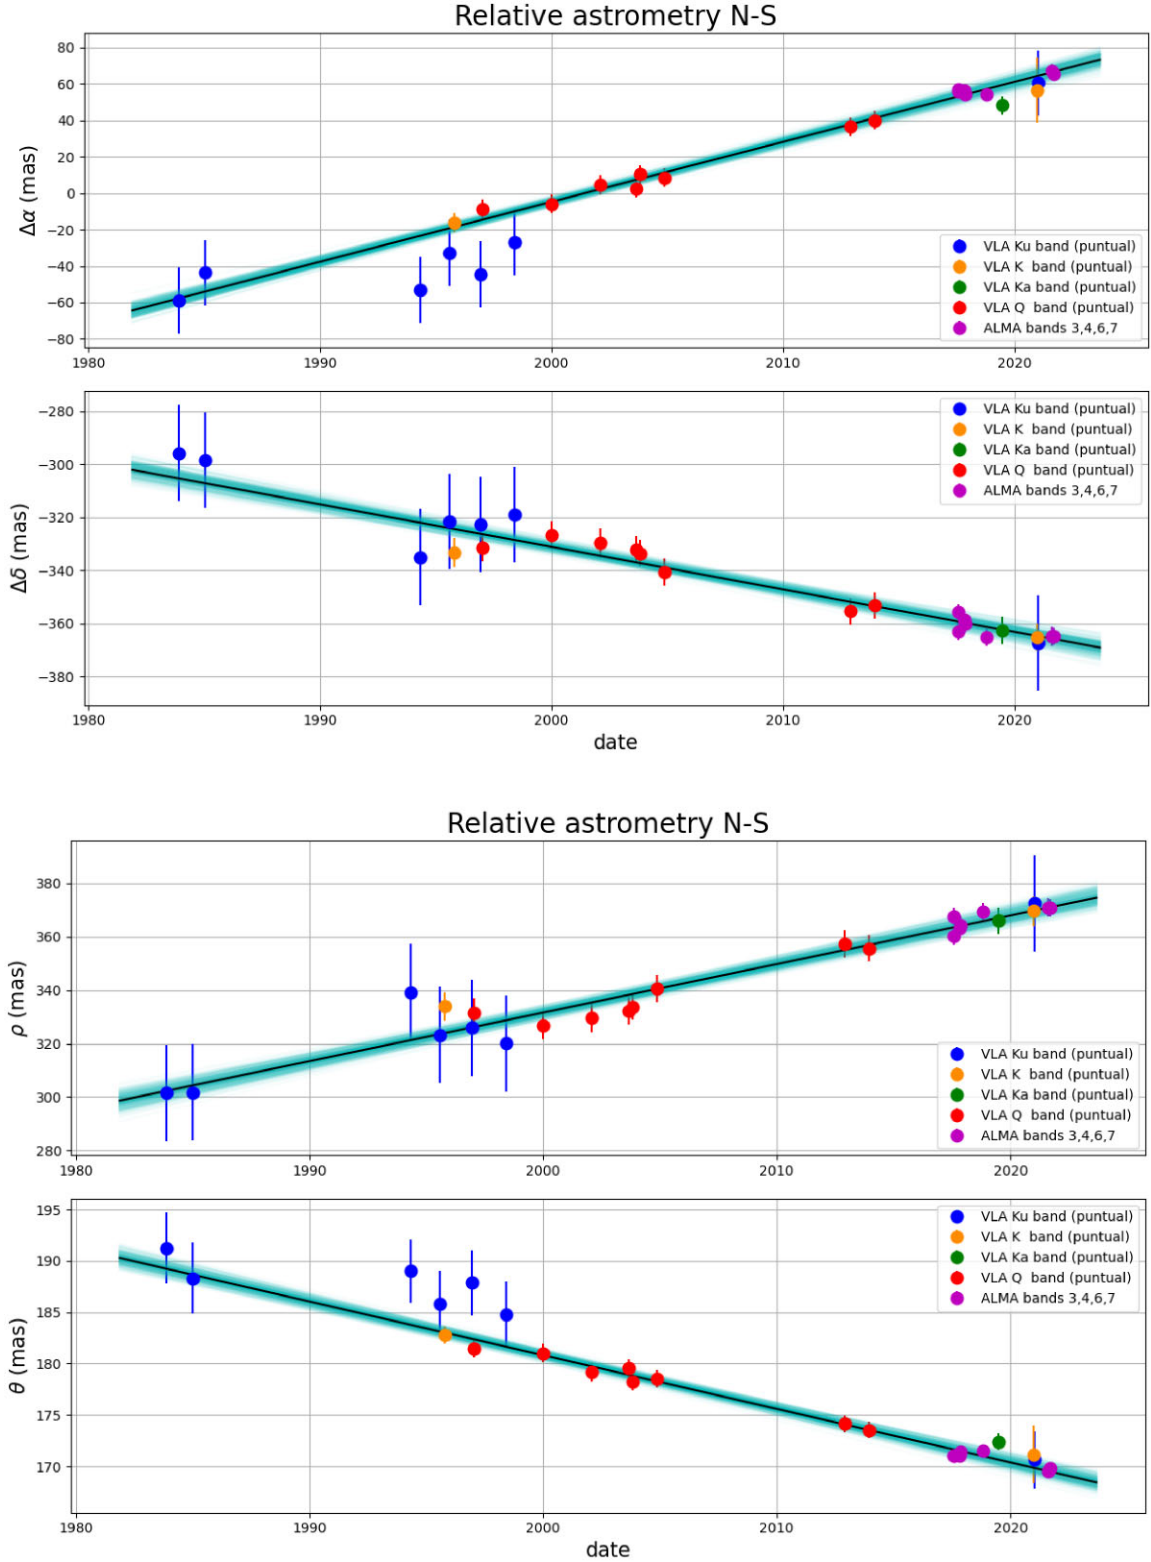 Relative astrometry N-S
80
60
40
20
0
−20
−40
−60
−80
Δα (mas)
VLA Ku band (puntual)
VLA K band (puntual)
VLA Ka band (puntual)
VLA Q band (puntual)
ALMA bands 3,4,6,7
1980 1990 2000 2010 2020
−280
−300
−320
−340
−360
−380
Δδ (mas)
VLA Ku band (puntual)
VLA K band (puntual)
VLA Ka band (puntual)
VLA Q band (puntual)
ALMA bands 3,4,6,7
1980 1990 2000 2010 2020
date
Relative astrometry N-S
380
360
340
320
300
280
ρ (mas)
VLA Ku band (puntual)
VLA K band (puntual)
VLA Ka band (puntual)
VLA Q band (puntual)
ALMA bands 3,4,6,7
1980 1990 2000 2010 2020
195
190
185
180
175
170
θ (mas)
VLA Ku band (puntual)
VLA K band (puntual)
VLA Ka band (puntual)
VLA Q band (puntual)
ALMA bands 3,4,6,7
1980 1990 2000 2010 2020
date